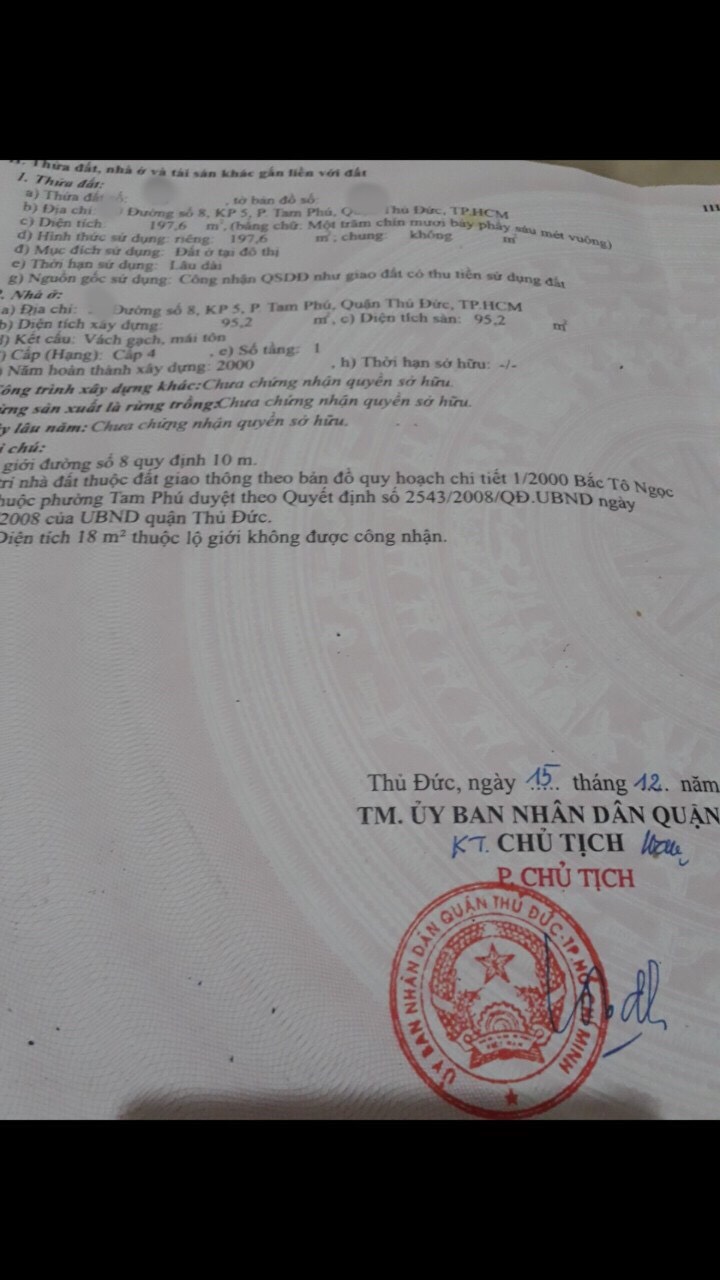 II. Thửa đất, nhà ở và tài sản khác gắn liền với đất
1. Thửa đất:
a) Thửa đất số: , tờ bản đồ số:
b) Địa chỉ: Đường số 8, KP 5, P. Tam Phú, Thủ Đức, TP.HCM
c) Diện tích: 197,6 m², (bằng chữ: Một trăm chín mươi bảy phẩy sáu mét vuông)
d) Hình thức sử dụng: riêng: 197,6 m², chung: không m²
đ) Mục đích sử dụng: Đất ở tại đô thị
e) Thời hạn sử dụng: Lâu dài
g) Nguồn gốc sử dụng: Công nhận QSDĐ như giao đất có thu tiền sử dụng đất
2. Nhà ở:
a) Địa chỉ: Đường số 8, KP 5, P. Tam Phú, Quận Thủ Đức, TP.HCM
b) Diện tích xây dựng: 95,2 m², c) Diện tích sàn: 95,2 m²
d) Kết cấu: Vách gạch, mái tôn
) Cấp (Hạng): Cấp 4 , e) Số tầng: 1
) Năm hoàn thành xây dựng: 2000 , h) Thời hạn sở hữu: -/-
ông trình xây dựng khác: Chưa chứng nhận quyền sở hữu.
ừng sản xuất là rừng trồng: Chưa chứng nhận quyền sở hữu.
y lâu năm: Chưa chứng nhận quyền sở hữu.
i chú:
giới đường số 8 quy định 10 m.
trí nhà đất thuộc đất giao thông theo bản đồ quy hoạch chi tiết 1/2000 Bắc Tô Ngọc
huộc phường Tam Phú duyệt theo Quyết định số 2543/2008/QĐ.UBND ngày
2008 của UBND quận Thủ Đức.
Diện tích 18 m² thuộc lộ giới không được công nhận.
Thủ Đức, ngày 15 tháng 12. năm
TM. ỦY BAN NHÂN DÂN QUẬN
KT. CHỦ TỊCH
P. CHỦ TỊCH
ỦY BAN NHÂN DÂN QUẬN THỦ ĐỨC-TP.HỒ CHÍ MINH